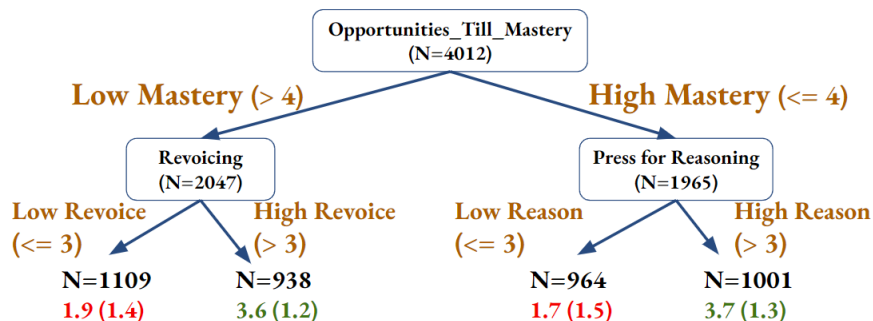 Opportunities_Till_Mastery
(N=4012)
Low Mastery (> 4)
High Mastery (<= 4)
Revoicing
(N=2047)
Press for Reasoning
(N=1965)
Low Revoice
(<= 3)
High Revoice
(> 3)
Low Reason
(<= 3)
High Reason
(> 3)
N=1109
1.9 (1.4)
N=938
3.6 (1.2)
N=964
1.7 (1.5)
N=1001
3.7 (1.3)